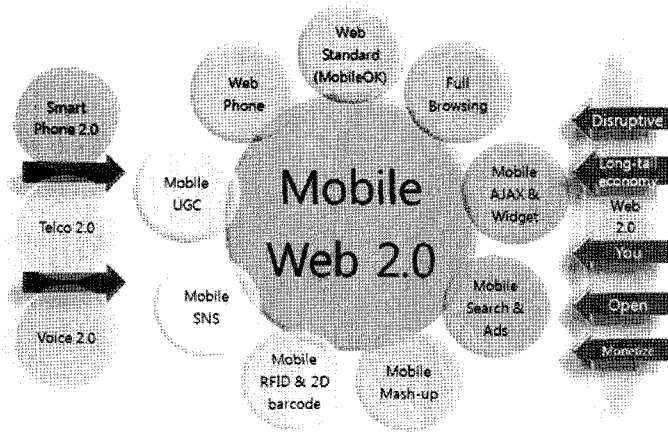 Smart
Phone 2.0
Telco 2.0
Voice 2.0
Web
Standard
(MobileOK)
Web
Phone
Full
Browsing
Mobile
UGC
Mobile
AJAX &
Widget
Mobile
Web 2.0
Mobile
SNS
Mobile
Search &
Ads
Mobile
RFID & 2D
barcode
Mobile
Mash-up
Disruptive
Long-tail
economy
Web
2.0
You
Open
Monetize